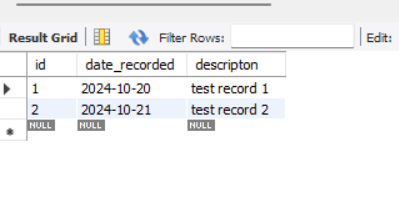 Result Grid Filter Rows: Edit:
id date_recorded descripton
1 2024-10-20 test record 1
2 2024-10-21 test record 2
NULL NULL NULL